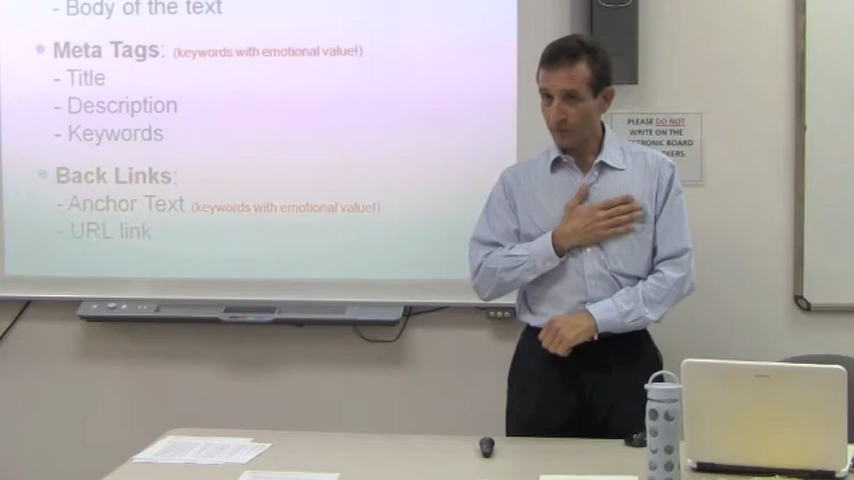 - Body of the text
• Meta Tags: (keywords with emotional value!)
- Title
- Description
- Keywords
• Back Links:
- Anchor Text (keywords with emotional value!)
- URL link
PLEASE DO NOT
WRITE ON THE
BOARD